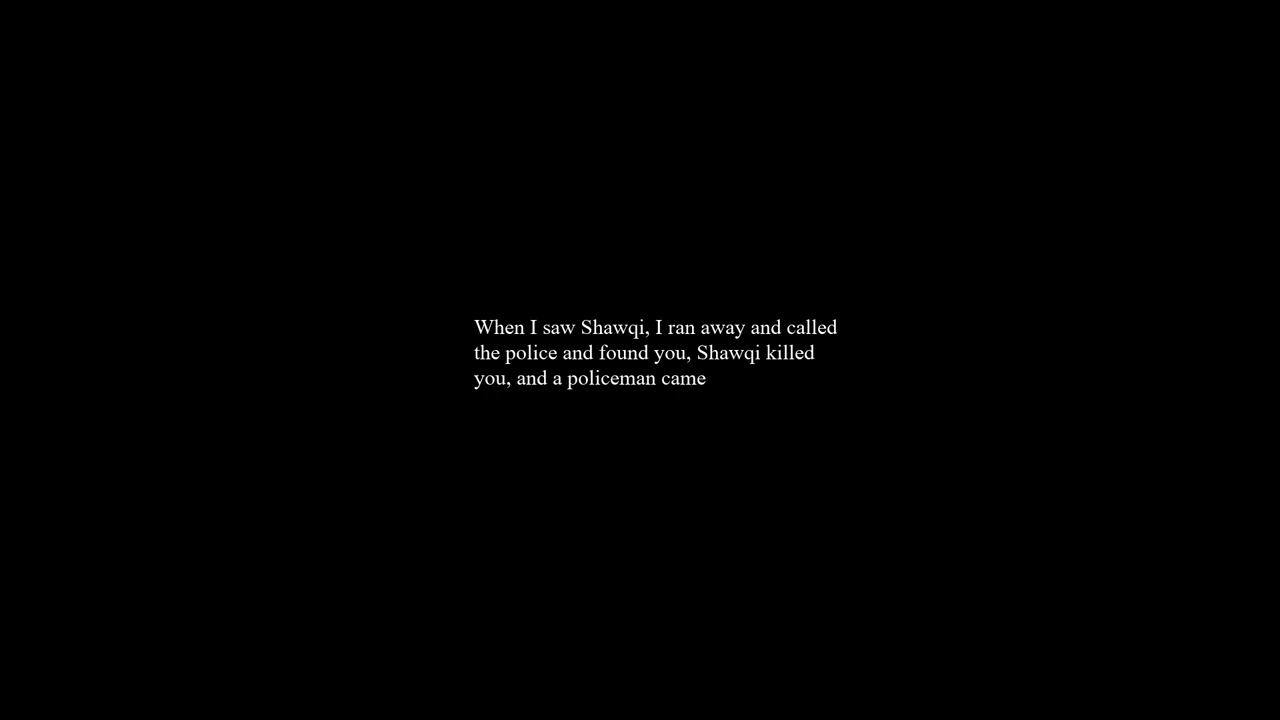 When I saw Shawqi, I ran away and called
the police and found you, Shawqi killed
you, and a policeman came